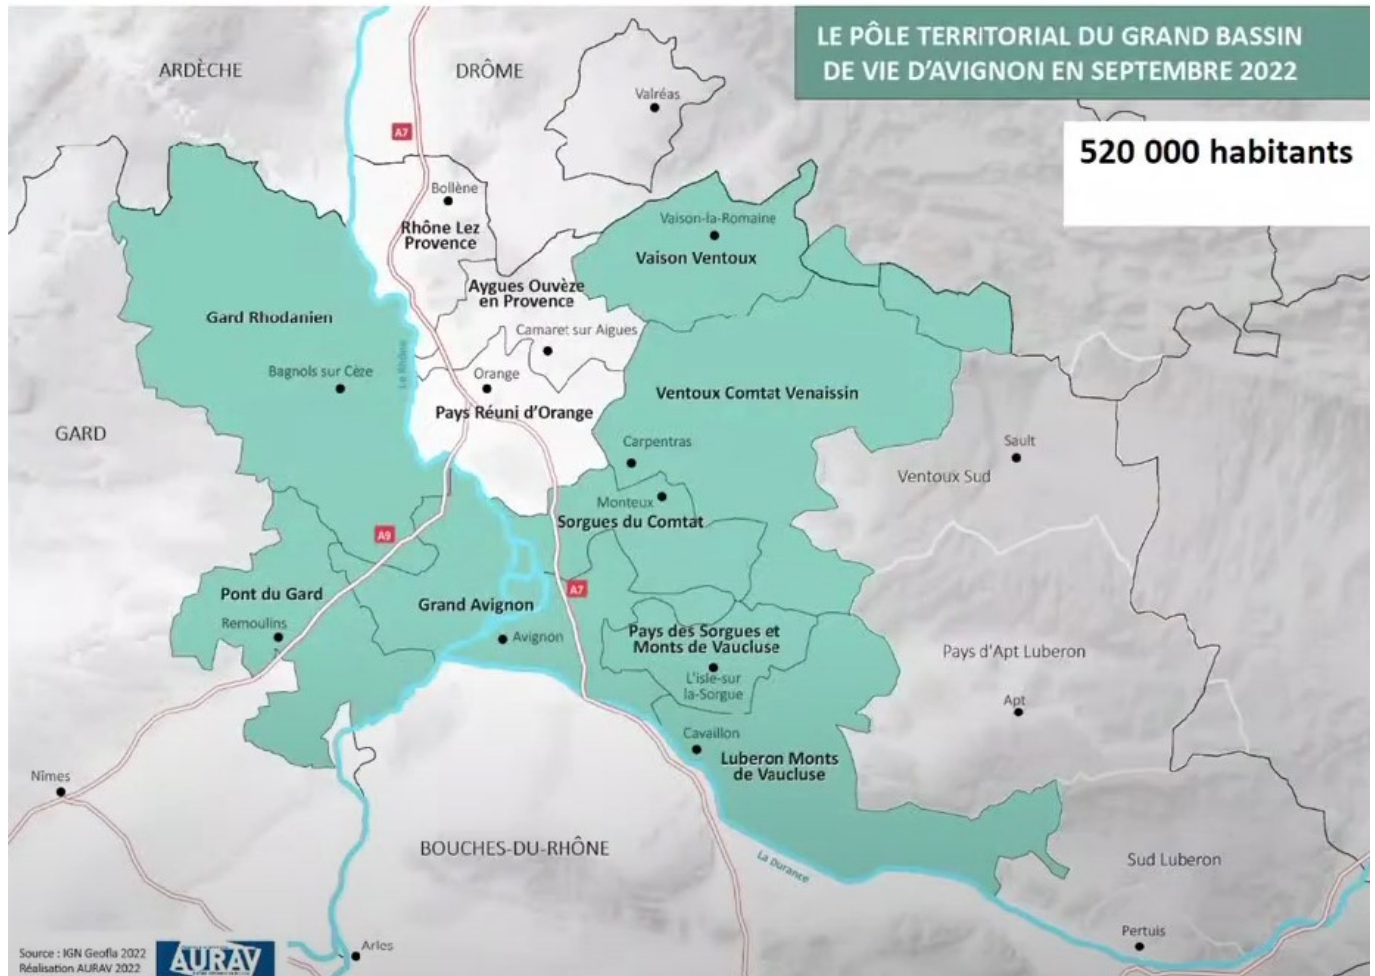 LE PÔLE TERRITORIAL DU GRAND BASSIN
DE VIE D'AVIGNON EN SEPTEMBRE 2022
520 000 habitants
ARDÈCHE
DRÔME
Valréas
A7
Bollène
Rhône Lez
Provence
Vaison-la-Romaine
Vaison Ventoux
Aygues Ouvèze
en Provence
Gard Rhodanien
Camaret sur Aigues
Le Rhône
Bagnols sur Cèze
Orange
Pays Réuni d'Orange
Ventoux Comtat Venaissin
GARD
Carpentras
Sault
Ventoux Sud
Monteux
Sorgues du Comtat
A9
A7
Pont du Gard
Grand Avignon
Remoulins
Avignon
Pays des Sorgues et
Monts de Vaucluse
L'isle-sur
la-Sorgue
Pays d'Apt Luberon
Apt
Cavaillon
Luberon Monts
de Vaucluse
Nîmes
BOUCHES-DU-RHÔNE
La Durance
Sud Luberon
Pertuis
Arles
Source : IGN Geofla 2022
Réalisation AURAV 2022
AURAV